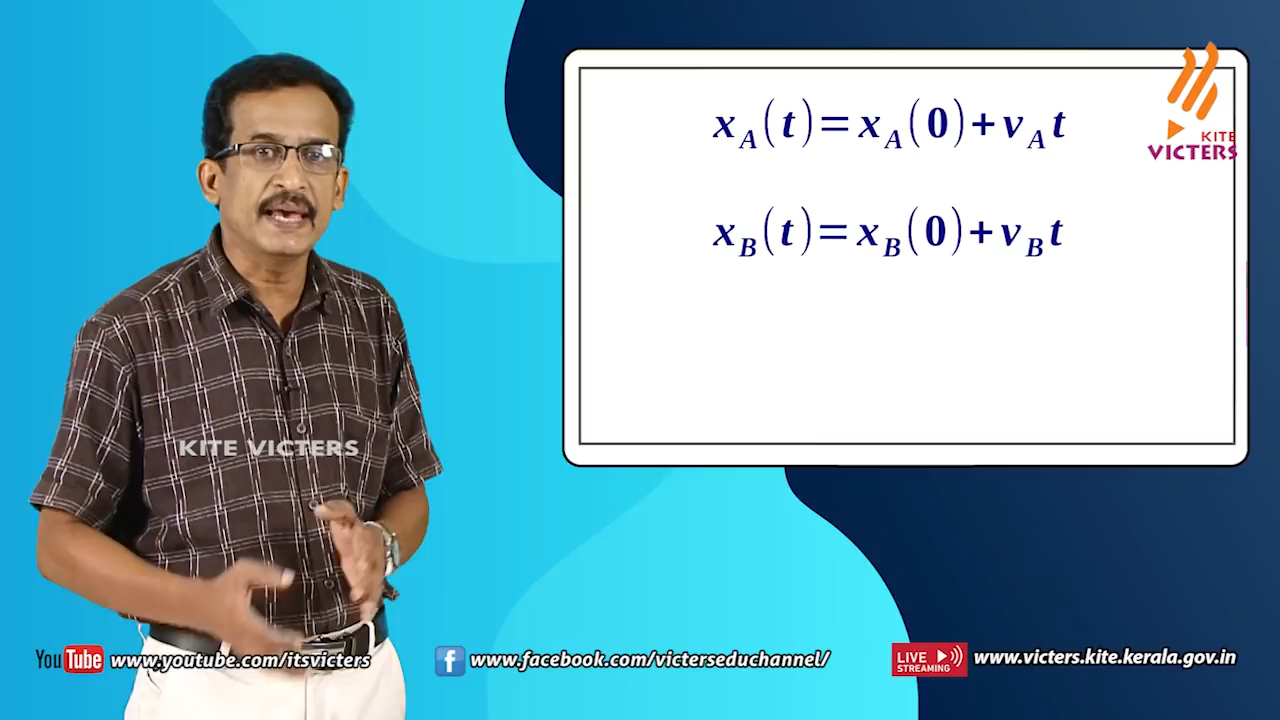 x_A(t)=x_A(0)+v_A t
KITE
VICTERS
x_B(t)=x_B(0)+v_B t
KITE VICTERS
YouTube www.youtube.com/itsvicters
f www.facebook.com/victerseduchannel/
LIVE STREAMING www.victers.kite.kerala.gov.in